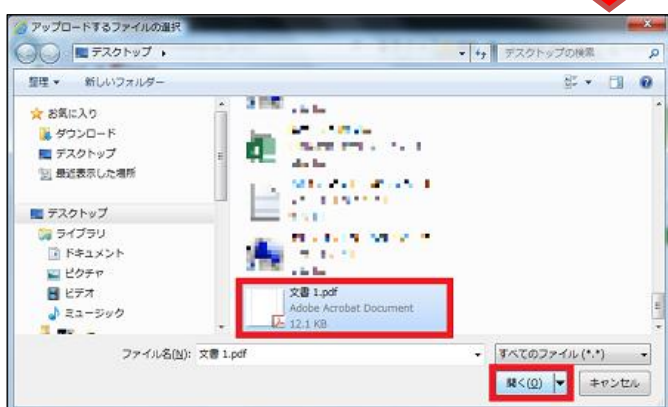 アップロードするファイルの選択
デスクトップ
デスクトップの検索
整理
新しいフォルダー
お気に入り
ダウンロード
デスクトップ
最近表示した場所
デスクトップ
ライブラリ
ドキュメント
ピクチャ
ビデオ
ミュージック
文書 1.pdf
Adobe Acrobat Document
12.1 KB
ファイル名(N): 文書 1.pdf
すべてのファイル (*.*)
開く(O)
キャンセル